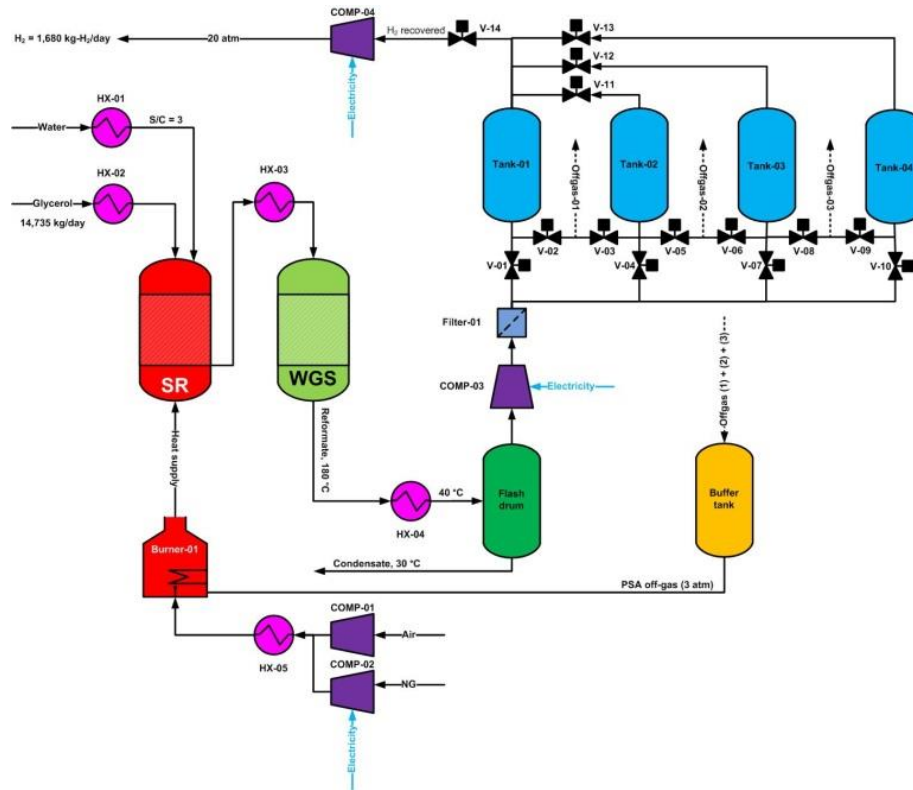 COMP-04
H₂ = 1,680 kg-H₂/day
20 atm
H₂ recovered
V-14
V-13
V-12
V-11
Electricity
HX-01
Water
S/C = 3
HX-02
Glycerol
14,735 kg/day
HX-03
Tank-01
Tank-02
Tank-03
Tank-04
Offgas-01
Offgas-02
Offgas-03
V-02
V-03
V-05
V-06
V-08
V-09
V-01
V-04
V-07
V-10
Filter-01
SR
WGS
COMP-03
Electricity
Offgas (1) + (2) + (3)
Heat supply
Reformate, 180 °C
40 °C
HX-04
Flash
drum
Buffer
tank
Burner-01
Condensate, 30 °C
PSA off-gas (3 atm)
COMP-01
Air
HX-05
COMP-02
NG
Electricity